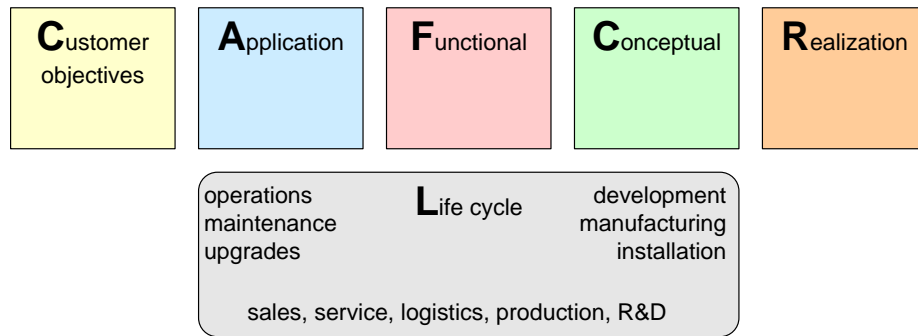 Customer
objectives
Application
Functional
Conceptual
Realization
operations
maintenance
upgrades
Life cycle
development
manufacturing
installation
sales, service, logistics, production, R&D